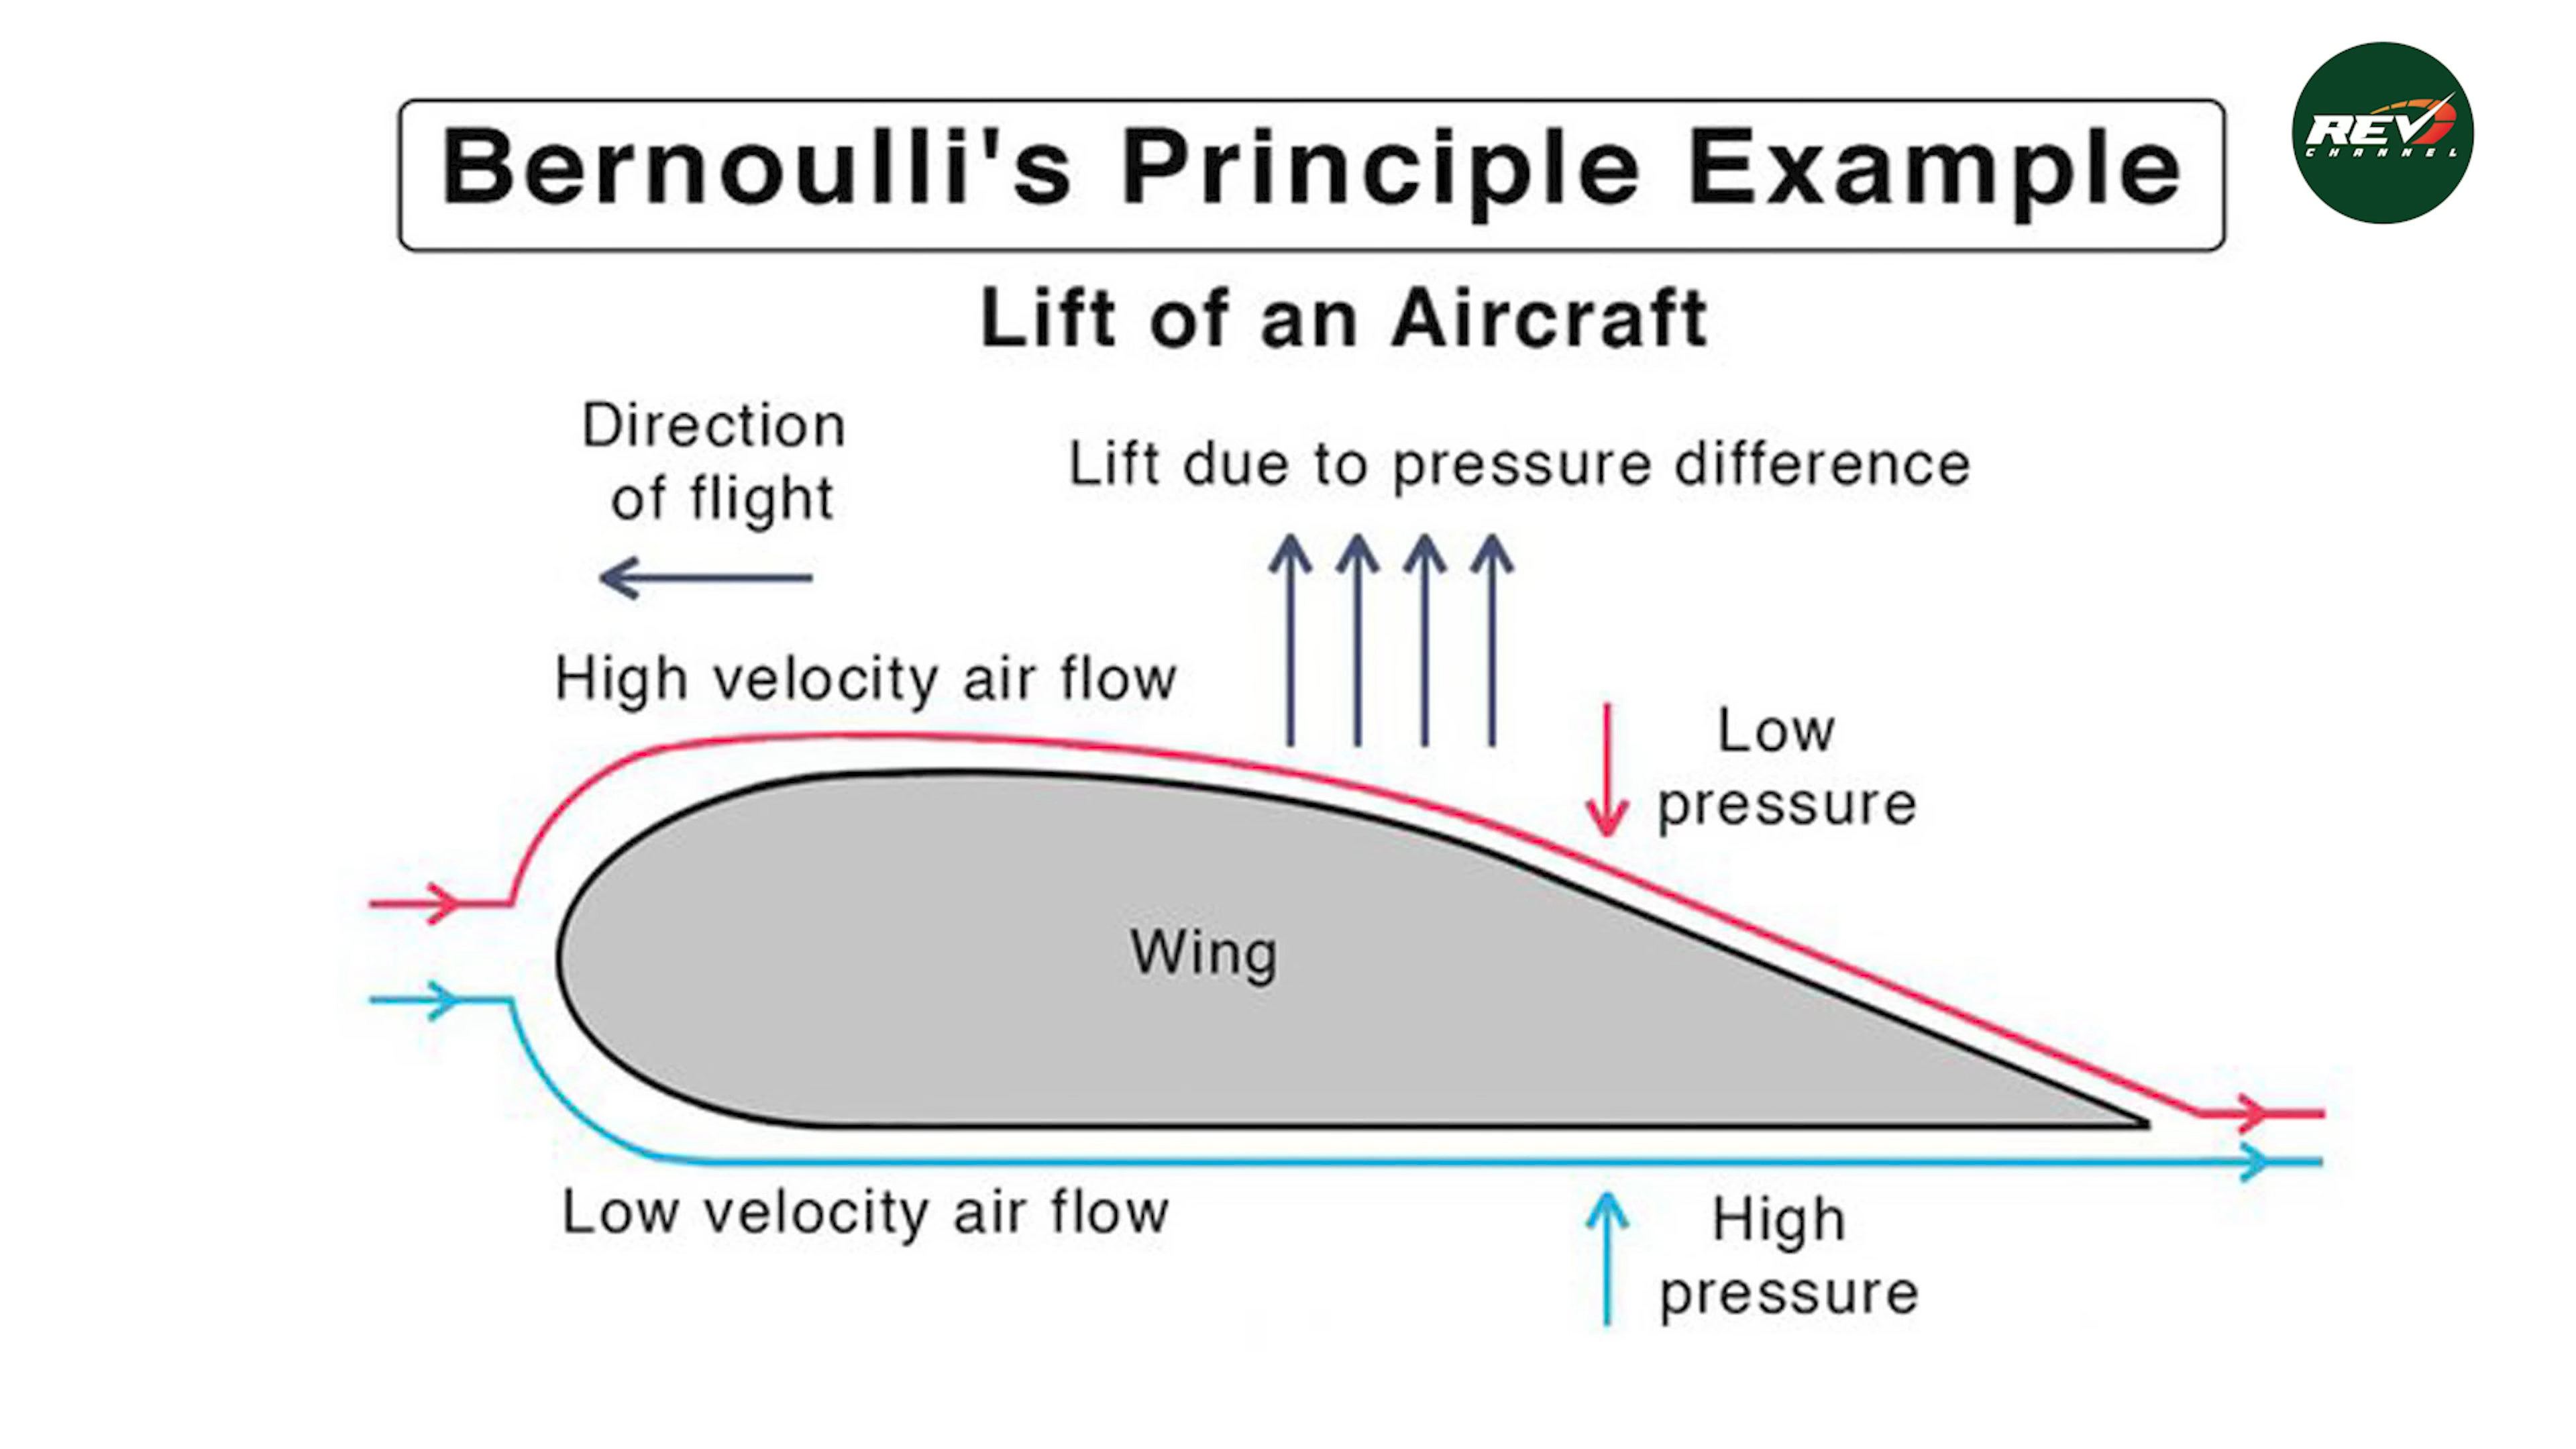 Bernoulli's Principle Example
REV
CHANNEL
Lift of an Aircraft
Direction
of flight
Lift due to pressure difference
High velocity air flow
Low
pressure
Wing
Low velocity air flow
High
pressure